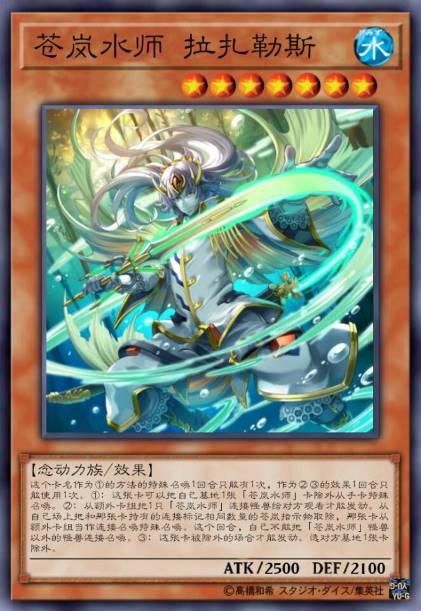 苍岚水师 拉扎勒斯
水
【念动力族/效果】
这个卡名作为①的方法的特殊召唤1回合只能有1次，作为②③的效果1回合只
能使用1次。①：这张卡可以把自己墓地1张「苍岚水师」卡除外从手卡特殊
召唤。②：从额外卡组把1只「苍岚水师」连接怪兽给对方观看才能发动。从
自己场上把和那张卡持有的连接标记相同数量的苍岚指示物取除，那张卡从
额外卡组当作连接召唤特殊召唤。这个回合，自己不能把「苍岚水师」怪兽
以外的怪兽连接召唤。③：这张卡被除外的场合才能发动。选对方墓地1张卡
除外。
ATK/2500 DEF/2100
©高橋和希 スタジオ・ダイス/集英社